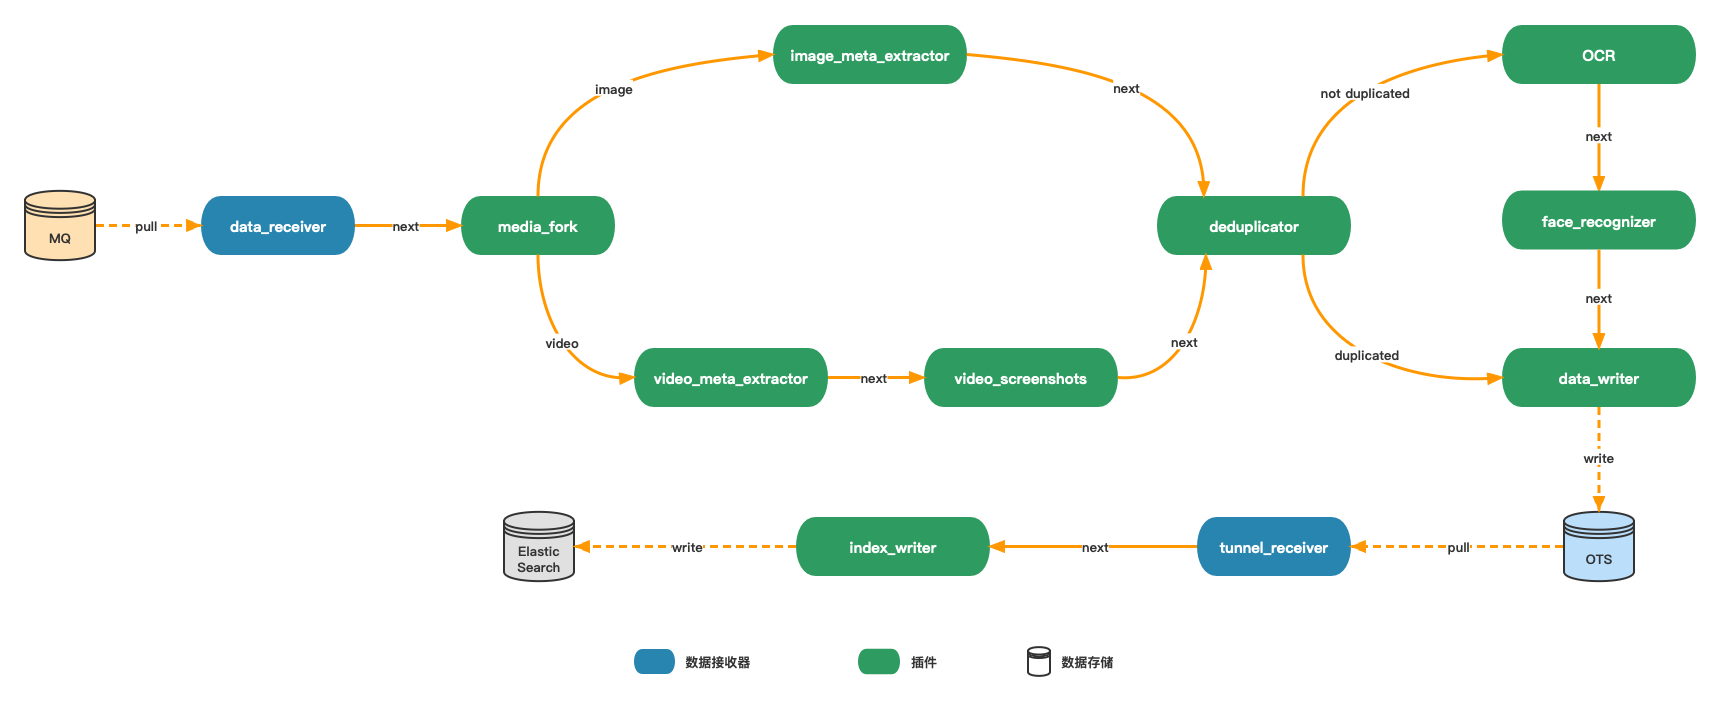 image_meta_extractor
OCR
image
next
not duplicated
next
MQ
pull
data_receiver
next
media_fork
deduplicator
face_recognizer
next
video
next
duplicated
video_meta_extractor
next
video_screenshots
data_writer
write
Elastic
Search
write
index_writer
next
tunnel_receiver
pull
OTS
数据接收器
插件
数据存储